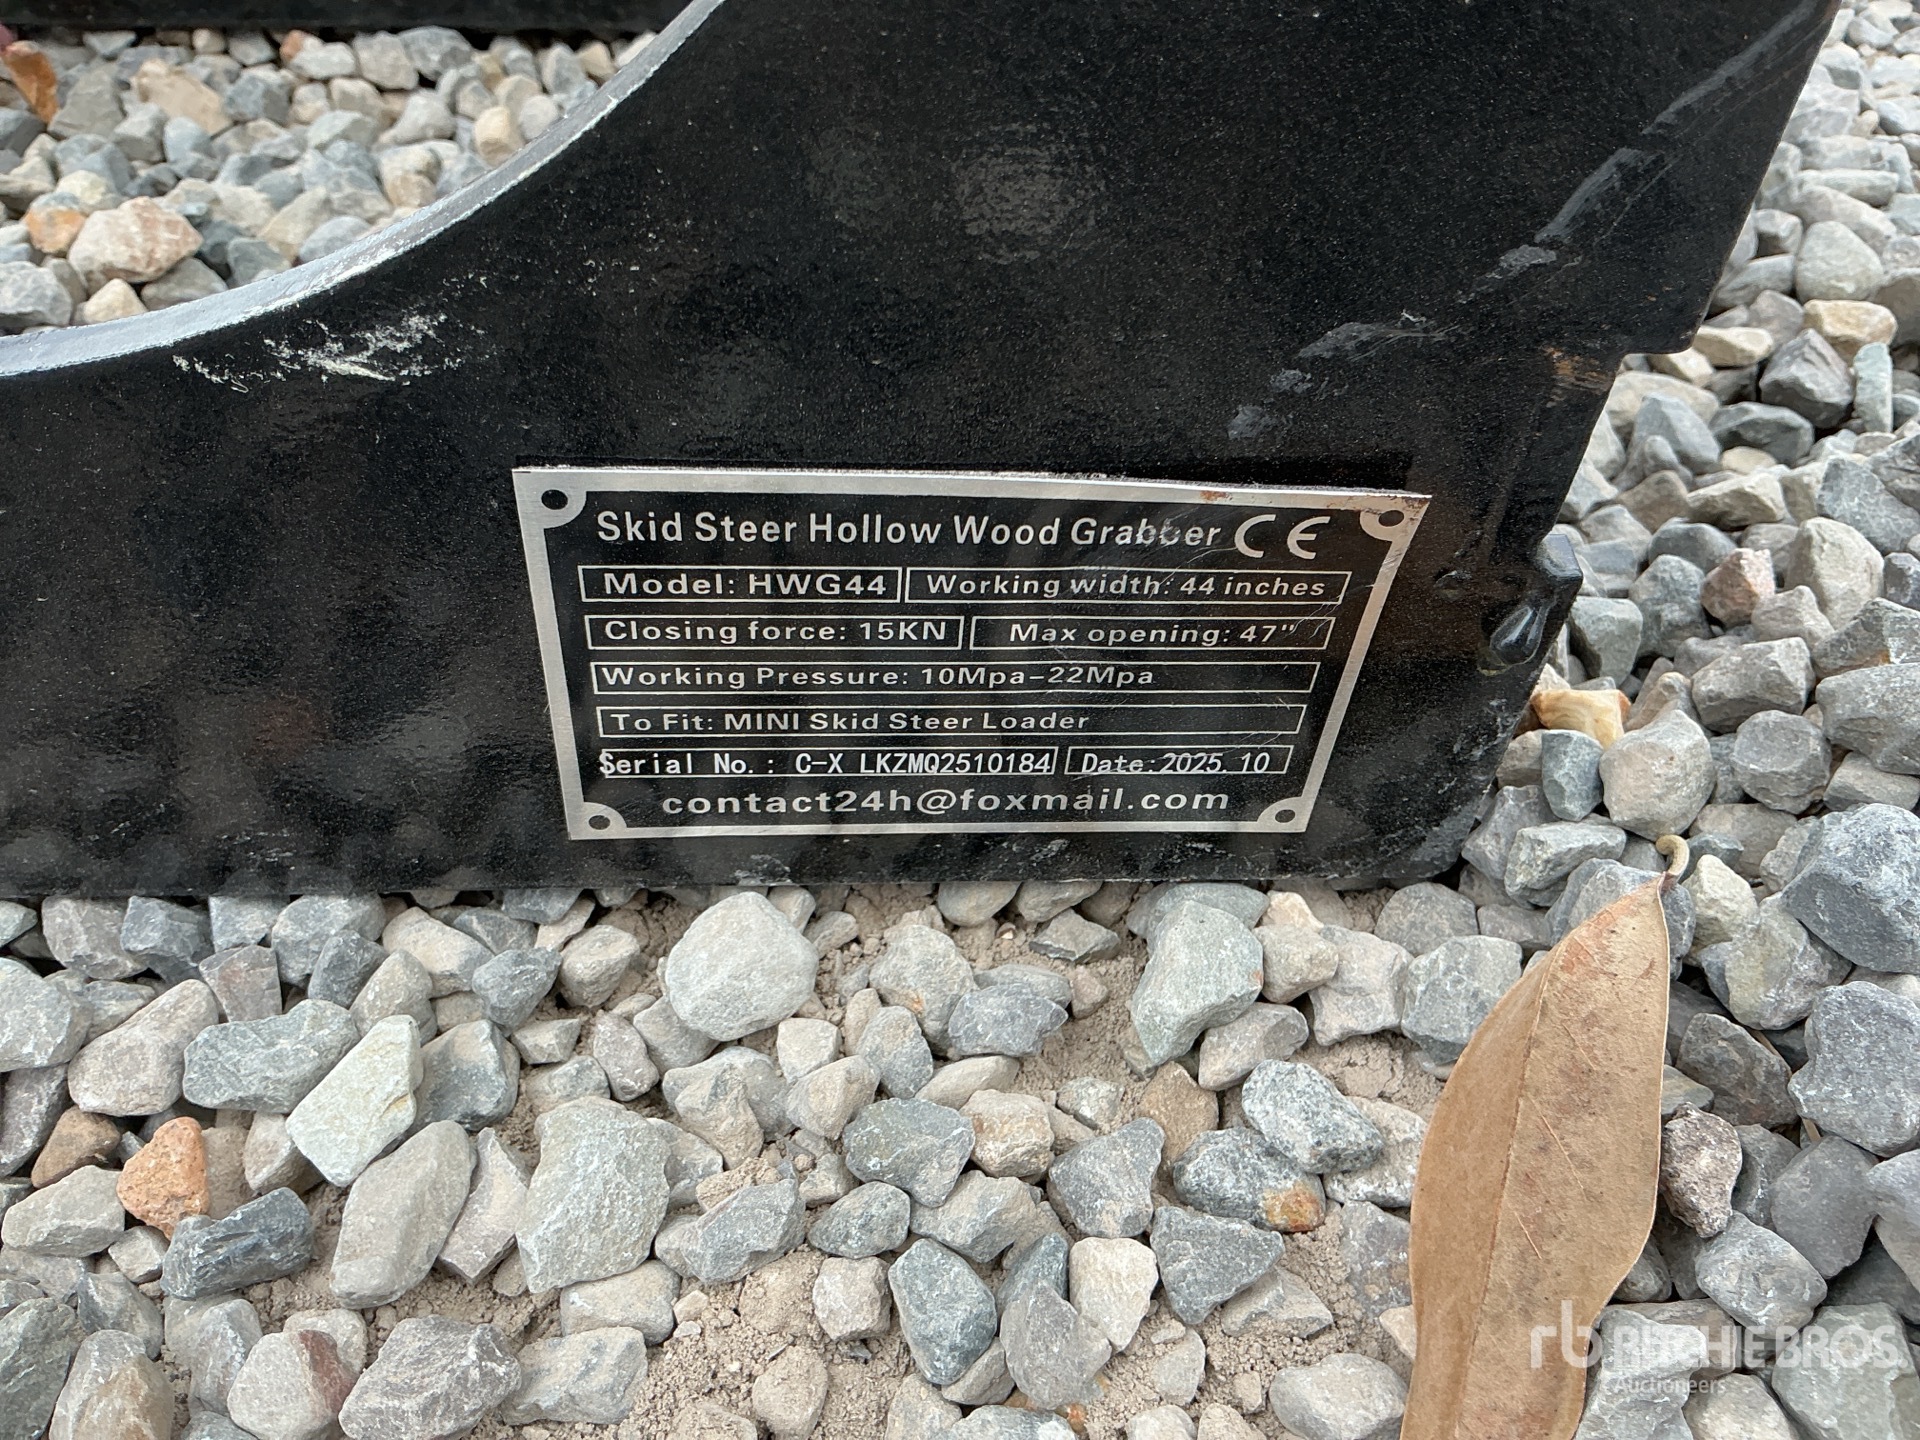 Skid Steer Hollow Wood Grabber CE
Model: HWG44 Working width: 44 inches
Closing force: 15KN Max opening: 47"
Working Pressure: 10Mpa-22Mpa
To Fit: MINI Skid Steer Loader
Serial No.: C-X LKZMQ2510184 Date:2025.10
contact24h@foxmail.com
rb RITCHIE BROS.
Auctioneers